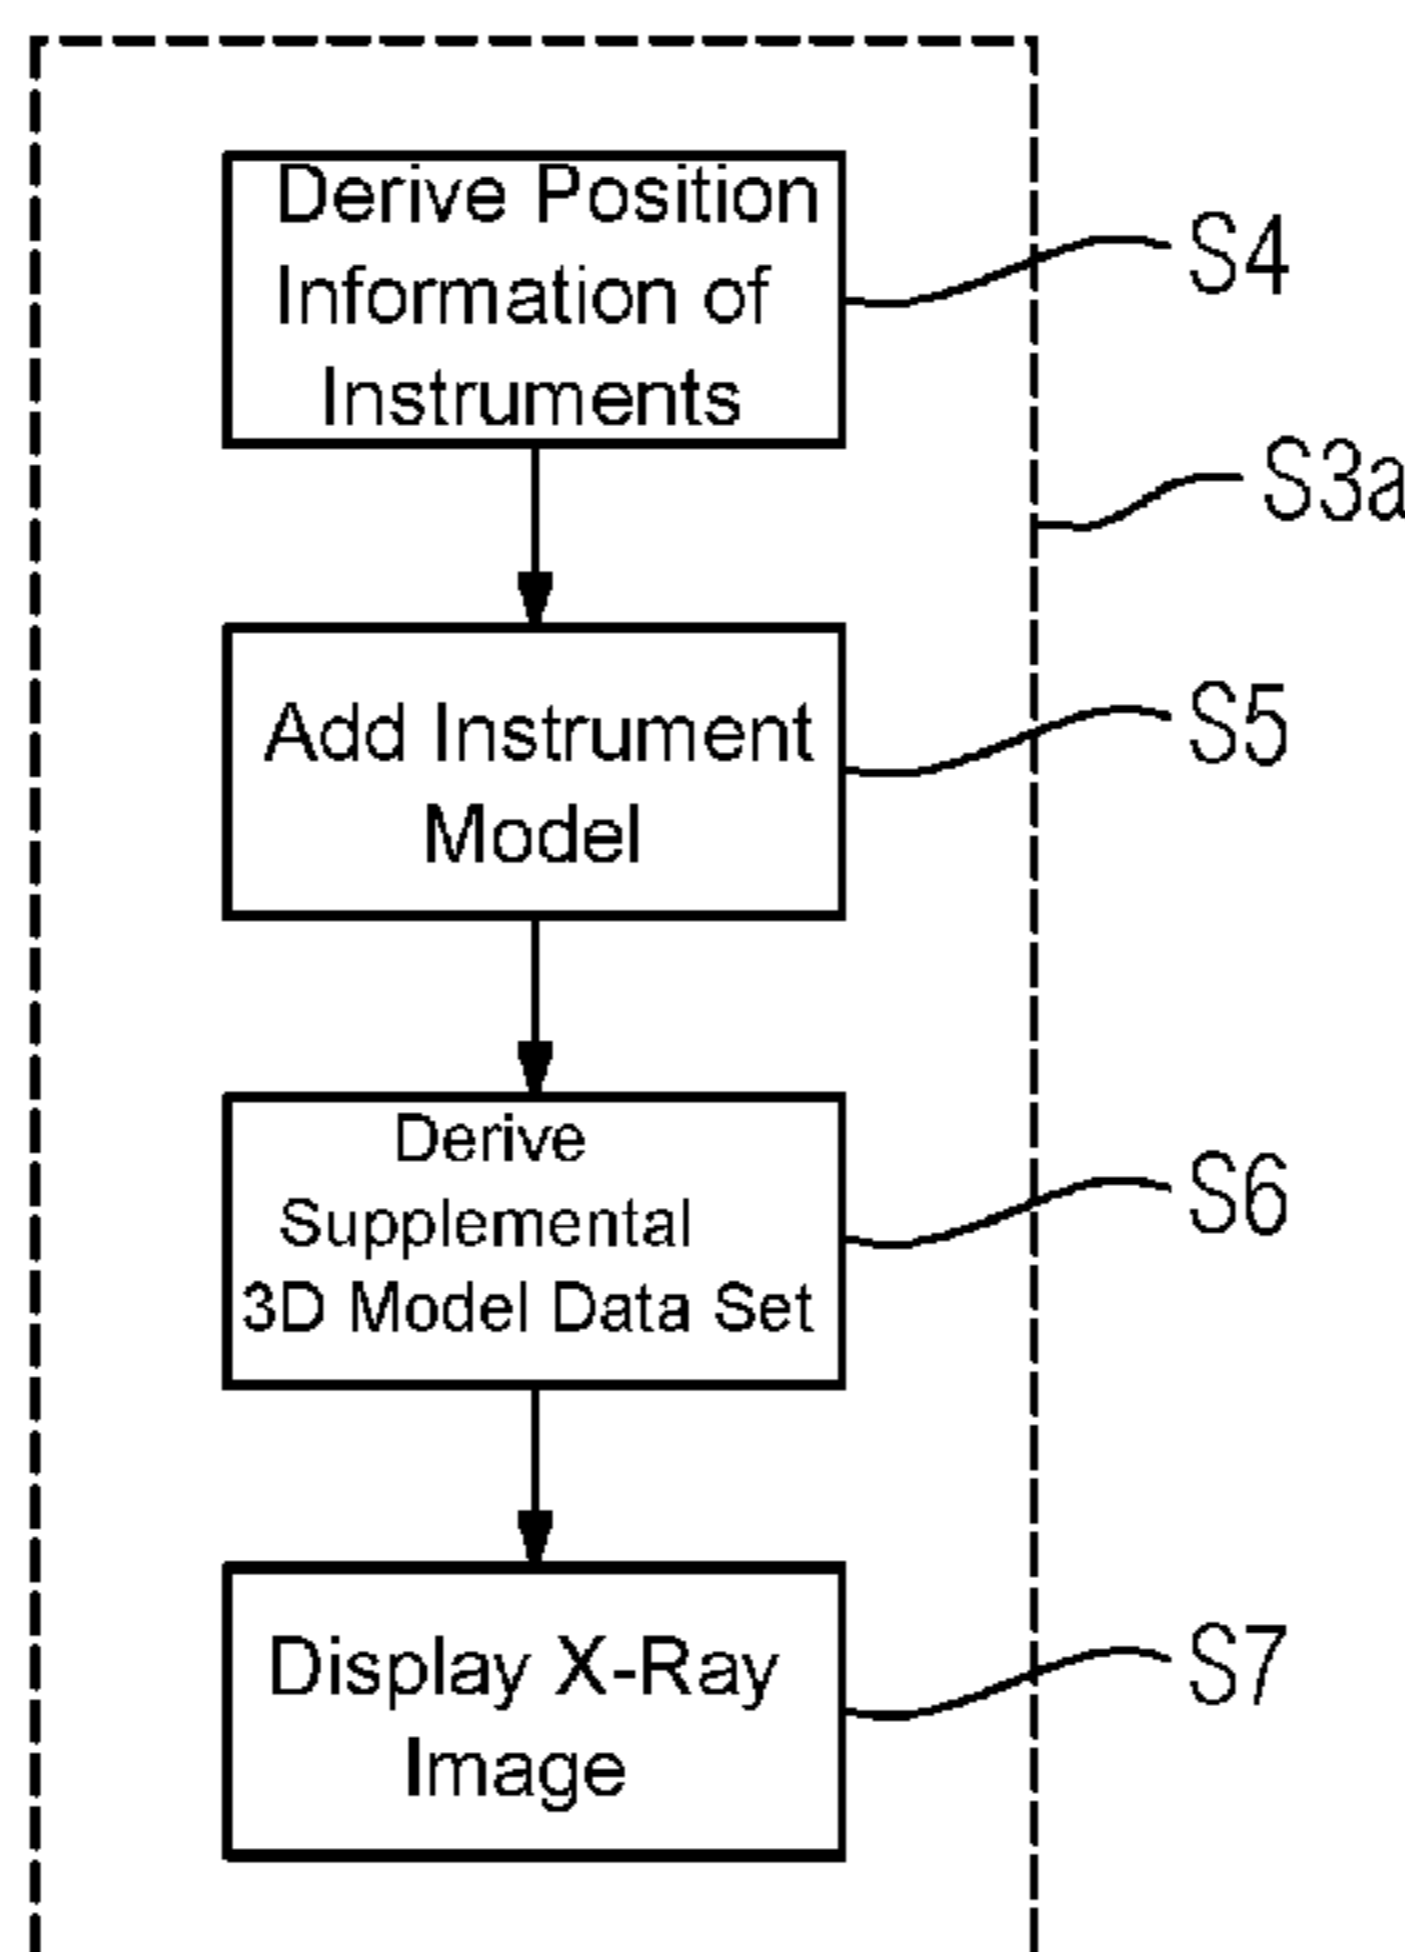 Derive Position
Information of
Instruments
S4
S3a
Add Instrument
Model
S5
Derive
Supplemental
3D Model Data Set
S6
Display X-Ray
Image
S7